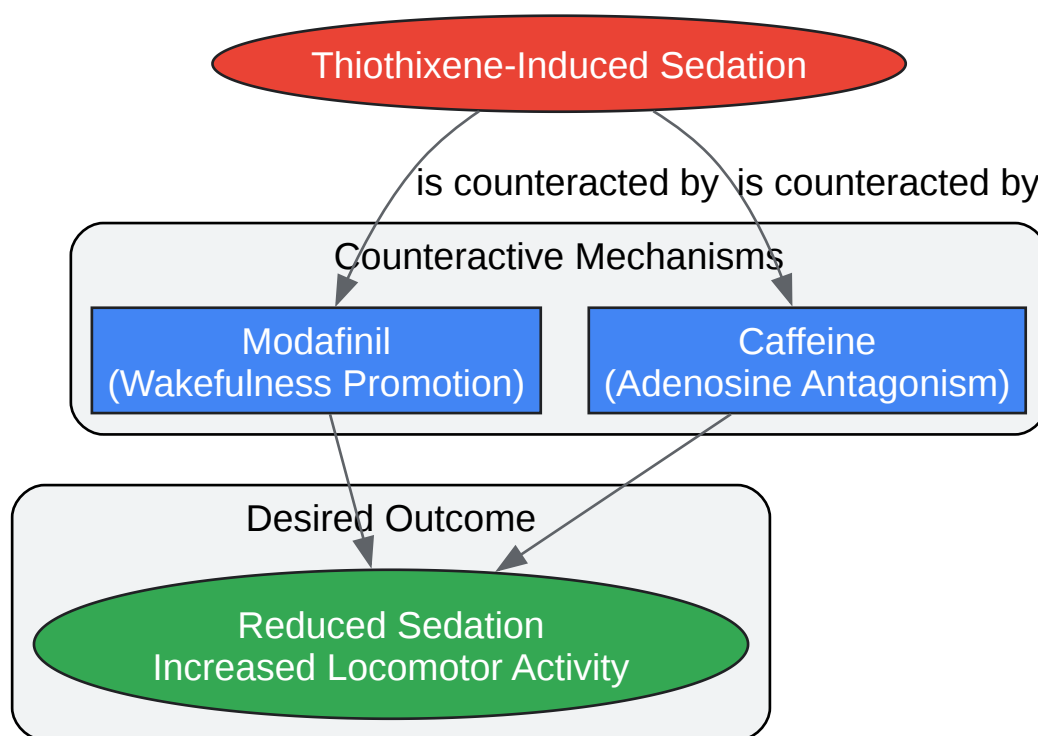 Thiothixene-Induced Sedation
is counteracted by
is counteracted by
Counteractive Mechanisms
Modafinil
(Wakefulness Promotion)
Caffeine
(Adenosine Antagonism)
Desired Outcome
Reduced Sedation
Increased Locomotor Activity